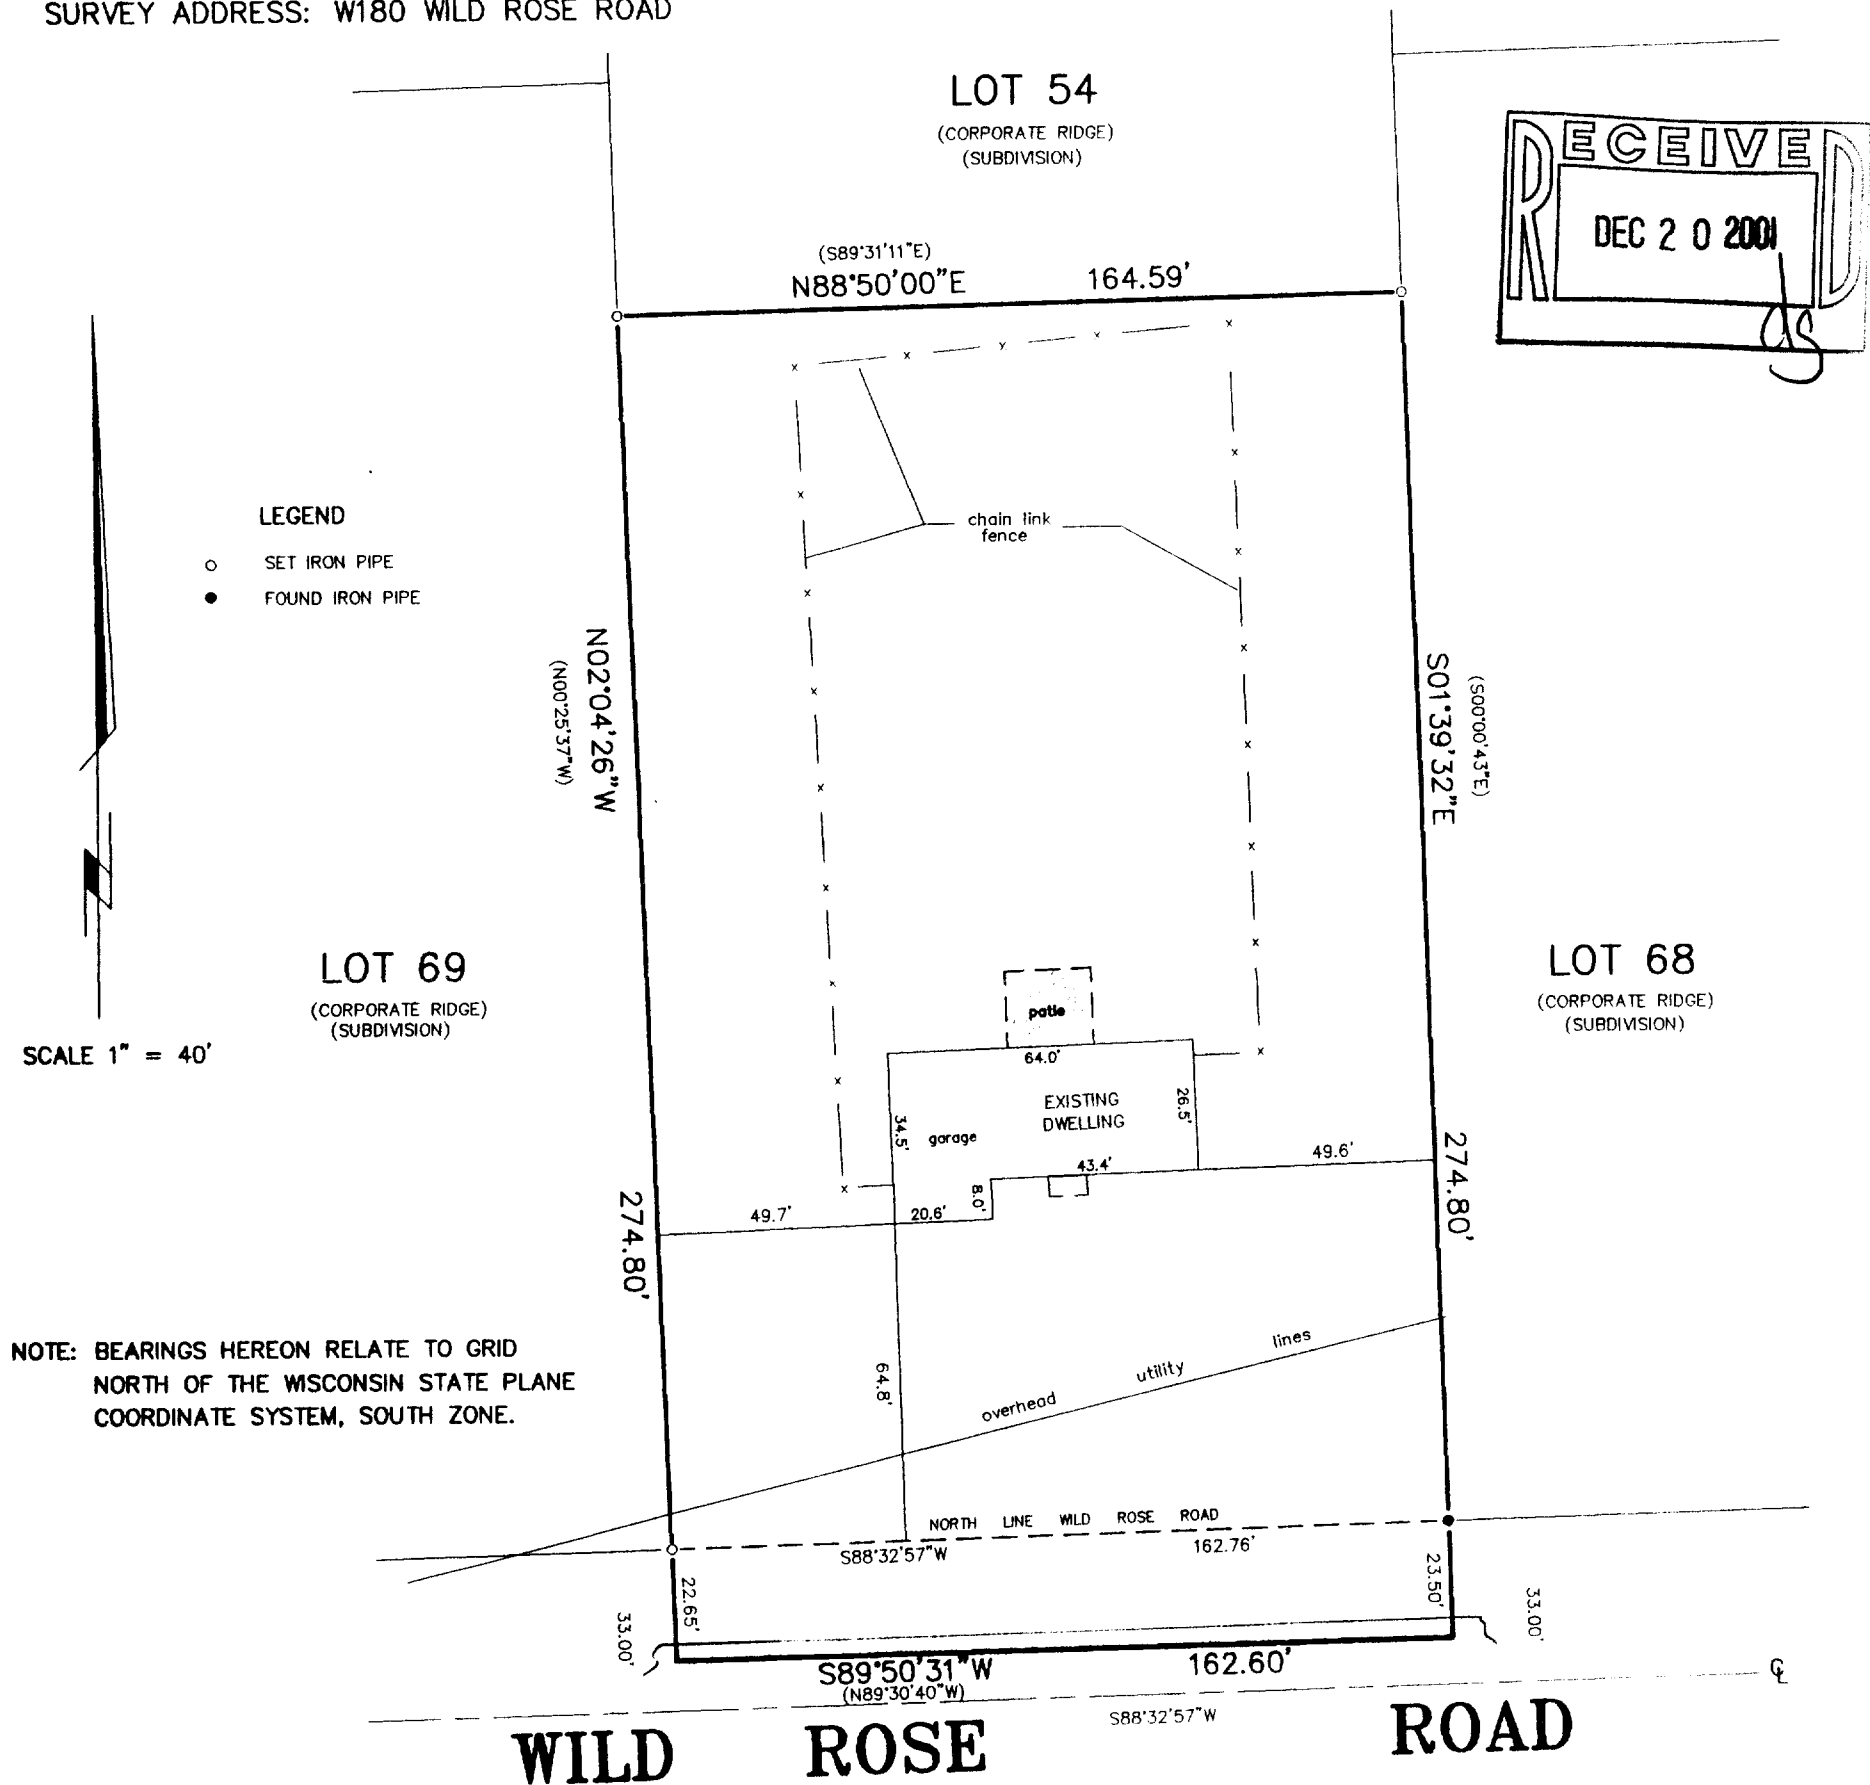 SURVEY ADDRESS: W180 WILD ROSE ROAD
LOT 54
(CORPORATE RIDGE)
(SUBDIVISION)
RECEIVED
DEC 2 0 2001
(S89°31'11"E)
N88°50'00"E 164.59'
LEGEND
SET IRON PIPE
FOUND IRON PIPE
chain link
fence
N02°04'26"W
(N00°25'37"W)
S01°39'32"E
(S00°00'43"E)
N
LOT 69
(CORPORATE RIDGE)
(SUBDIVISION)
LOT 68
(CORPORATE RIDGE)
(SUBDIVISION)
SCALE 1" = 40'
patio
64.0'
EXISTING
DWELLING
26.5'
34.5'
garage
43.4'
49.6'
8.0'
49.7'
20.6'
274.80'
274.80'
NOTE: BEARINGS HEREON RELATE TO GRID
NORTH OF THE WISCONSIN STATE PLANE
COORDINATE SYSTEM, SOUTH ZONE.
64.8'
overhead utility lines
NORTH LINE WILD ROSE ROAD
S88°32'57"W 162.76'
22.65'
23.50'
33.00'
33.00'
S89°50'31"W 162.60'
(N89°30'40"W)
S88°32'57"W
WILD ROSE ROAD